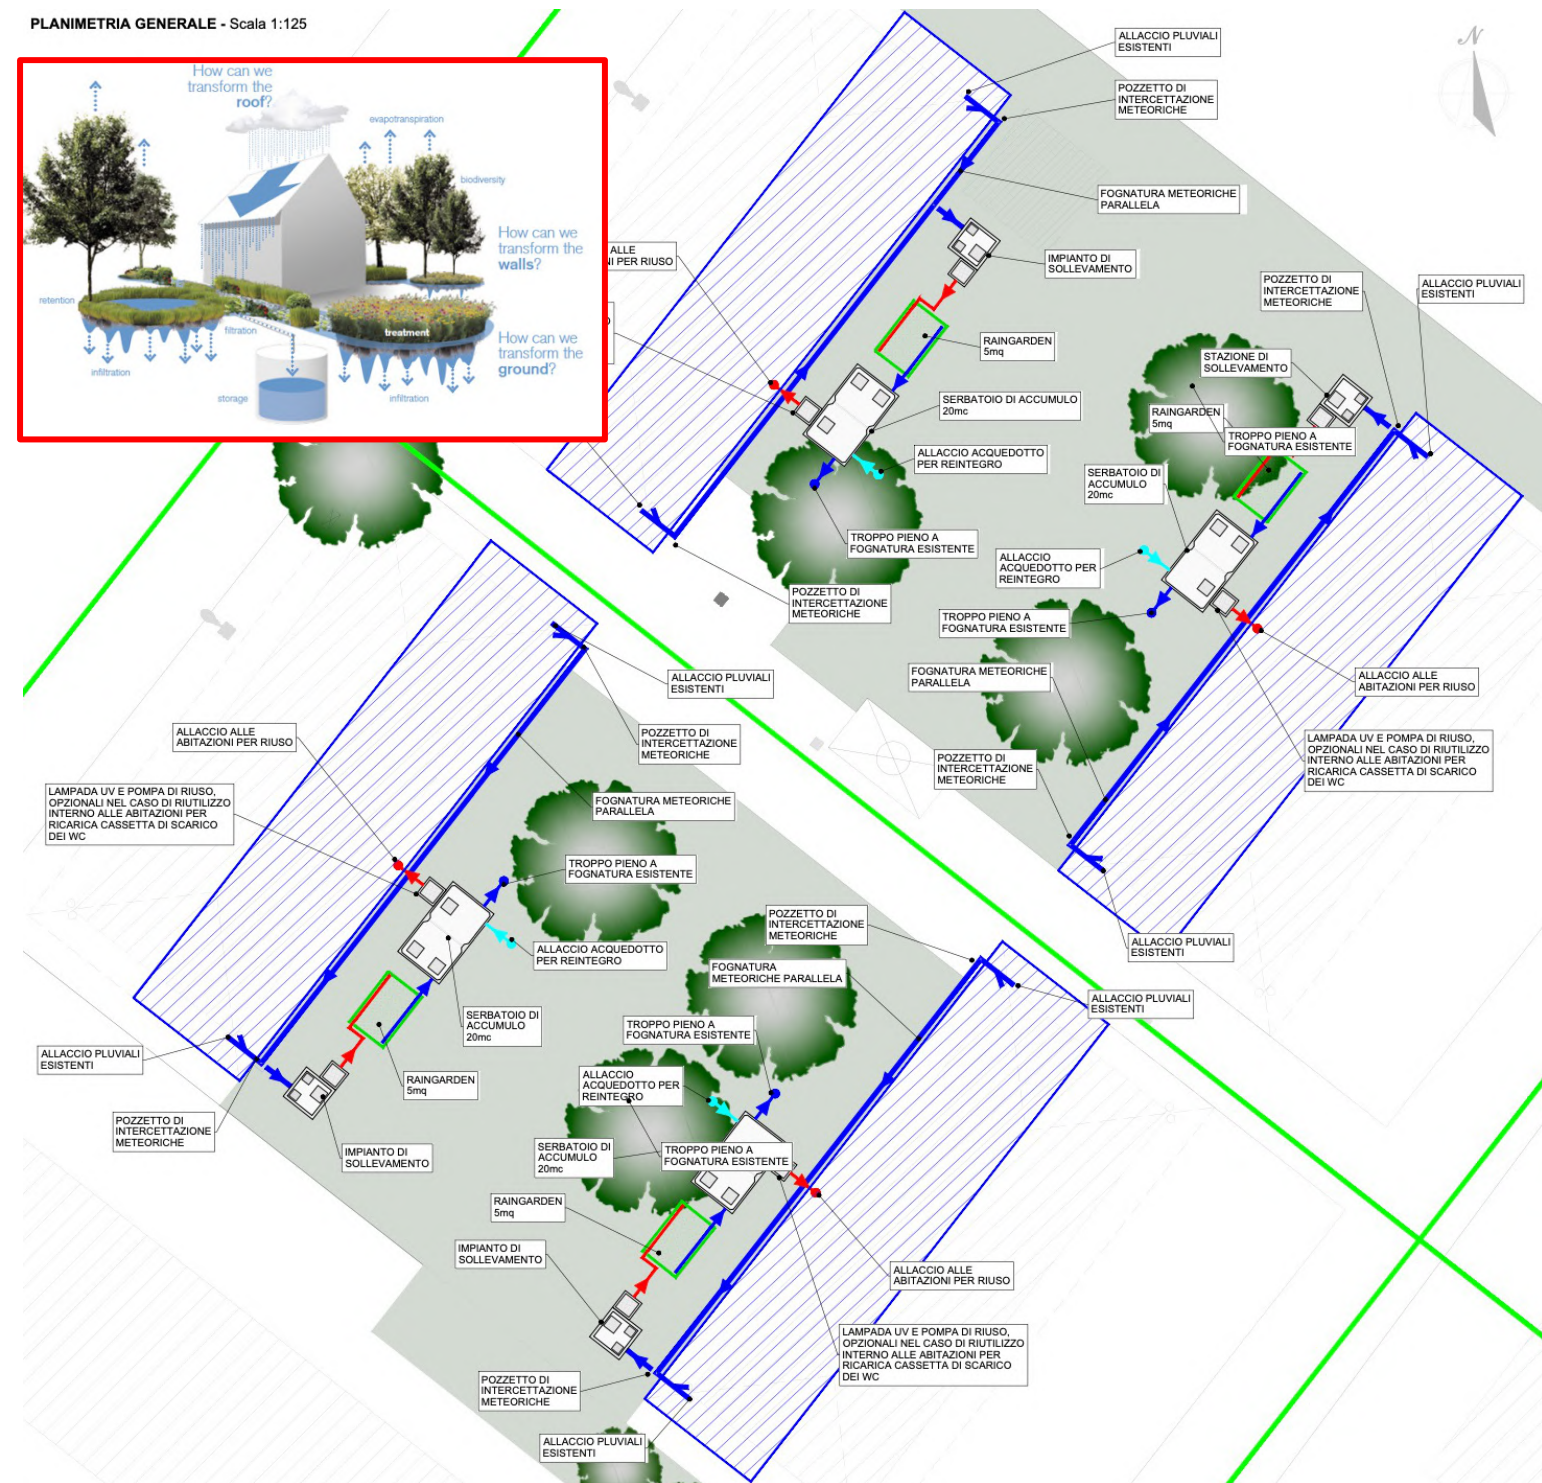 PLANIMETRIA GENERALE - Scala 1:125
How can we
transform the
roof?
evapotranspiration
biodiversity
How can we
transform the
walls?
retention
filtration
treatment
How can we
transform the
ground?
infiltration
storage
infiltration
N
ALLACCIO PLUVIALI
ESISTENTI
POZZETTO DI
INTERCETTAZIONE
METEORICHE
FOGNATURA METEORICHE
PARALLELA
ALLE
NI PER RIUSO
IMPIANTO DI
SOLLEVAMENTO
RAINGARDEN
5mq
SERBATOIO DI ACCUMULO
20mc
ALLACCIO ACQUEDOTTO
PER REINTEGRO
TROPPO PIENO A
FOGNATURA ESISTENTE
POZZETTO DI
INTERCETTAZIONE
METEORICHE
POZZETTO DI
INTERCETTAZIONE
METEORICHE
ALLACCIO PLUVIALI
ESISTENTI
STAZIONE DI
SOLLEVAMENTO
RAINGARDEN
5mq
TROPPO PIENO A
FOGNATURA ESISTENTE
SERBATOIO DI
ACCUMULO
20mc
ALLACCIO
ACQUEDOTTO PER
REINTEGRO
TROPPO PIENO A
FOGNATURA ESISTENTE
FOGNATURA METEORICHE
PARALLELA
ALLACCIO ALLE
ABITAZIONI PER RIUSO
POZZETTO DI
INTERCETTAZIONE
METEORICHE
LAMPADA UV E POMPA DI RIUSO,
OPZIONALI NEL CASO DI RIUTILIZZO
INTERNO ALLE ABITAZIONI PER
RICARICA CASSETTA DI SCARICO
DEI WC
ALLACCIO PLUVIALI
ESISTENTI
ALLACCIO PLUVIALI
ESISTENTI
POZZETTO DI
INTERCETTAZIONE
METEORICHE
ALLACCIO ALLE
ABITAZIONI PER RIUSO
LAMPADA UV E POMPA DI RIUSO,
OPZIONALI NEL CASO DI RIUTILIZZO
INTERNO ALLE ABITAZIONI PER
RICARICA CASSETTA DI SCARICO
DEI WC
FOGNATURA METEORICHE
PARALLELA
TROPPO PIENO A
FOGNATURA ESISTENTE
ALLACCIO ACQUEDOTTO
PER REINTEGRO
SERBATOIO DI
ACCUMULO
20mc
RAINGARDEN
5mq
ALLACCIO PLUVIALI
ESISTENTI
POZZETTO DI
INTERCETTAZIONE
METEORICHE
IMPIANTO DI
SOLLEVAMENTO
POZZETTO DI
INTERCETTAZIONE
METEORICHE
FOGNATURA
METEORICHE PARALLELA
ALLACCIO PLUVIALI
ESISTENTI
TROPPO PIENO A
FOGNATURA ESISTENTE
ALLACCIO
ACQUEDOTTO PER
REINTEGRO
SERBATOIO DI
ACCUMULO
20mc
TROPPO PIENO A
FOGNATURA ESISTENTE
RAINGARDEN
5mq
IMPIANTO DI
SOLLEVAMENTO
ALLACCIO ALLE
ABITAZIONI PER RIUSO
LAMPADA UV E POMPA DI RIUSO,
OPZIONALI NEL CASO DI RIUTILIZZO
INTERNO ALLE ABITAZIONI PER
RICARICA CASSETTA DI SCARICO
DEI WC
POZZETTO DI
INTERCETTAZIONE
METEORICHE
ALLACCIO PLUVIALI
ESISTENTI